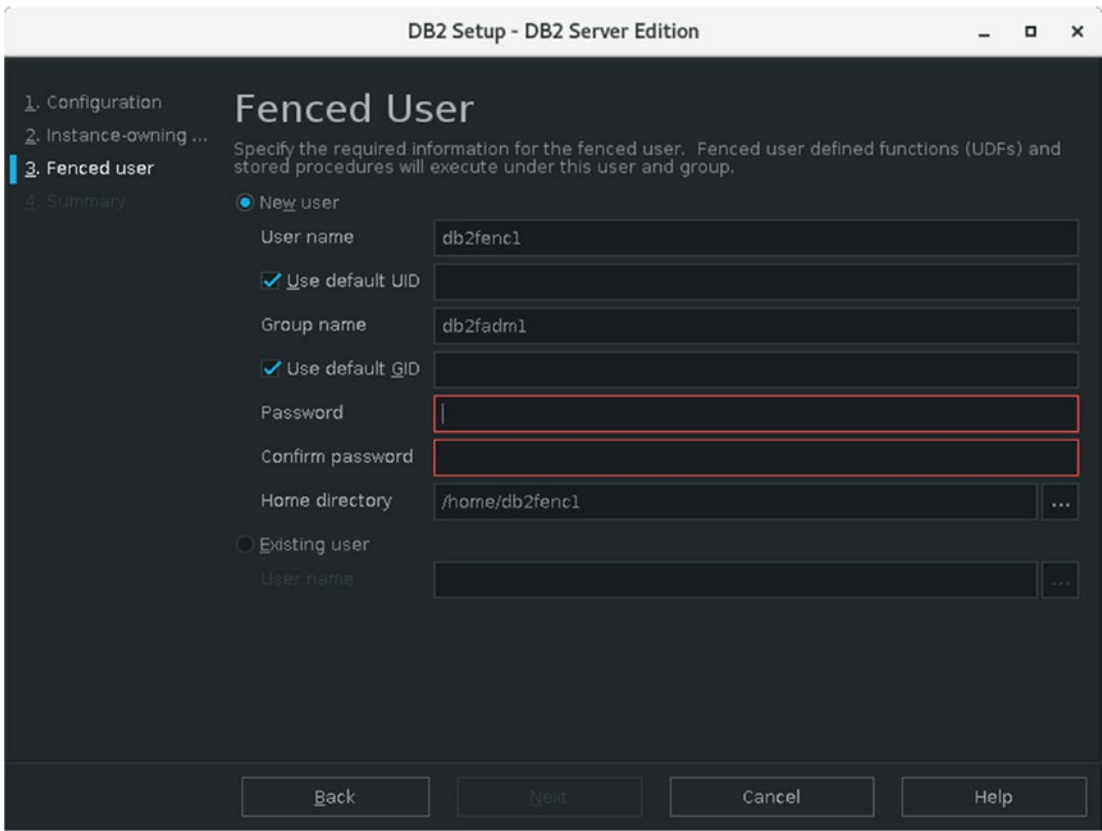 DB2 Setup - DB2 Server Edition
1. Configuration
2. Instance-owning ...
3. Fenced user
4. Summary
Fenced User
Specify the required information for the fenced user. Fenced user defined functions (UDFs) and
stored procedures will execute under this user and group.
New user
User name db2fenc1
Use default UID
Group name db2fadm1
Use default GID
Password
Confirm password
Home directory /home/db2fenc1 ...
Existing user
User name ...
Back Next Cancel Help